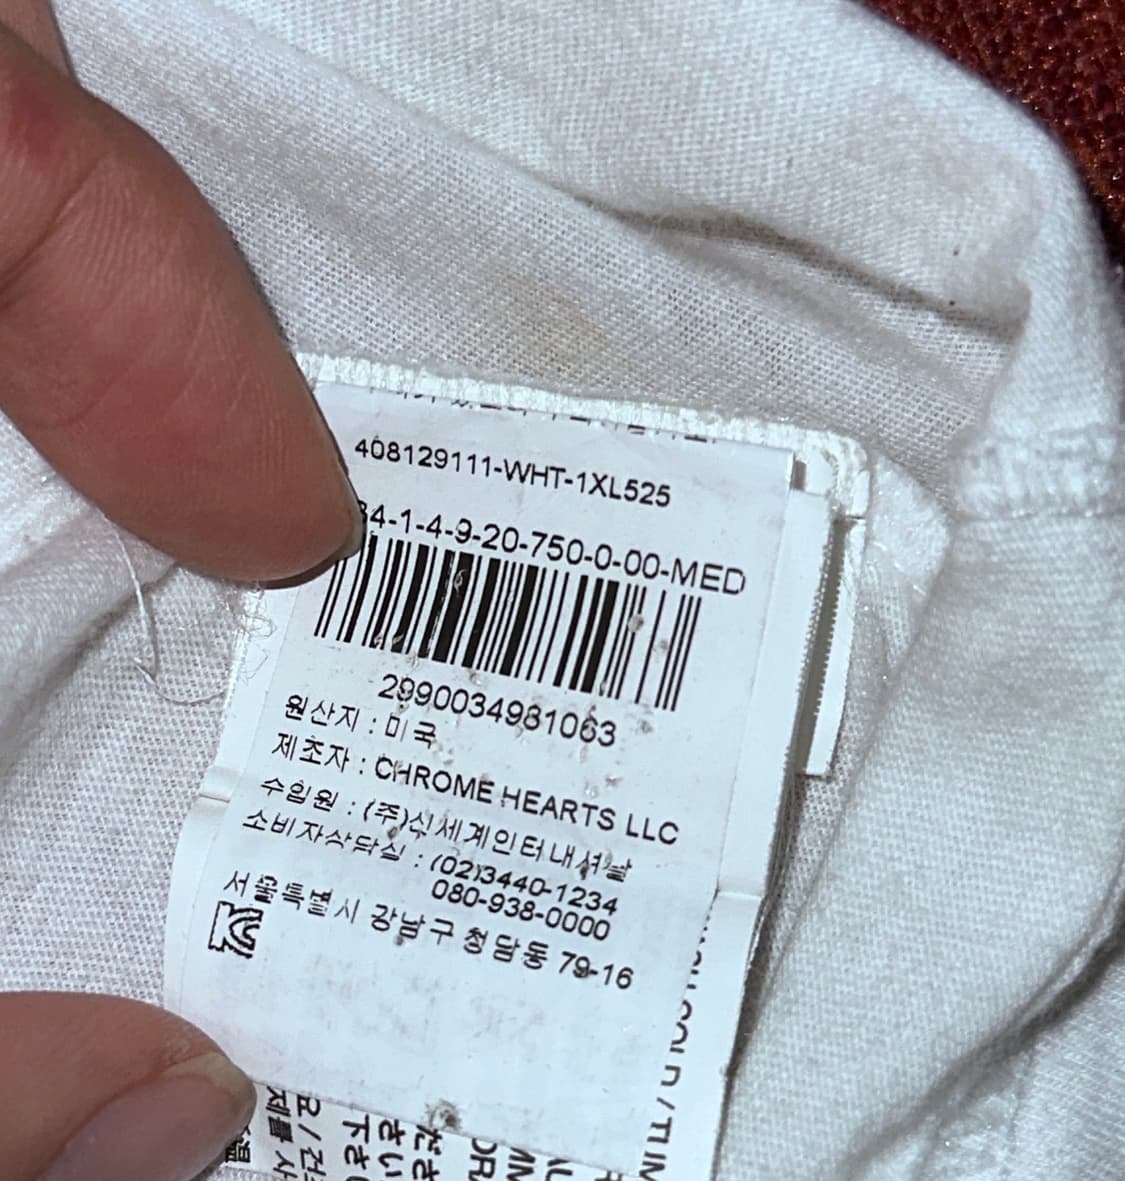 408129111-WHT-1XL525
34-1-4-9-20-750-0-00-MED
2990034981063
원산지 : 미국
제조자 : CHROME HEARTS LLC
수입원 : (주)신세계인터내셔날
소비자상담실 : (02)3440-1234
080-938-0000
서울특별시 강남구 청담동 79-16